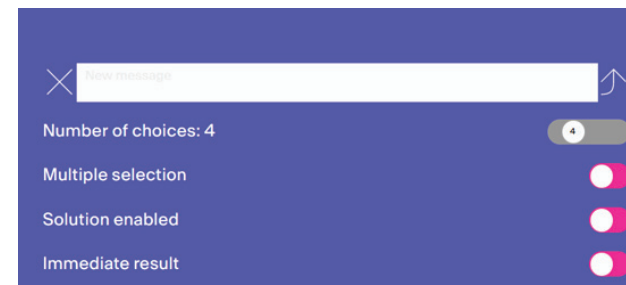 New message
Number of choices: 4
4
Multiple selection
Solution enabled
Immediate result